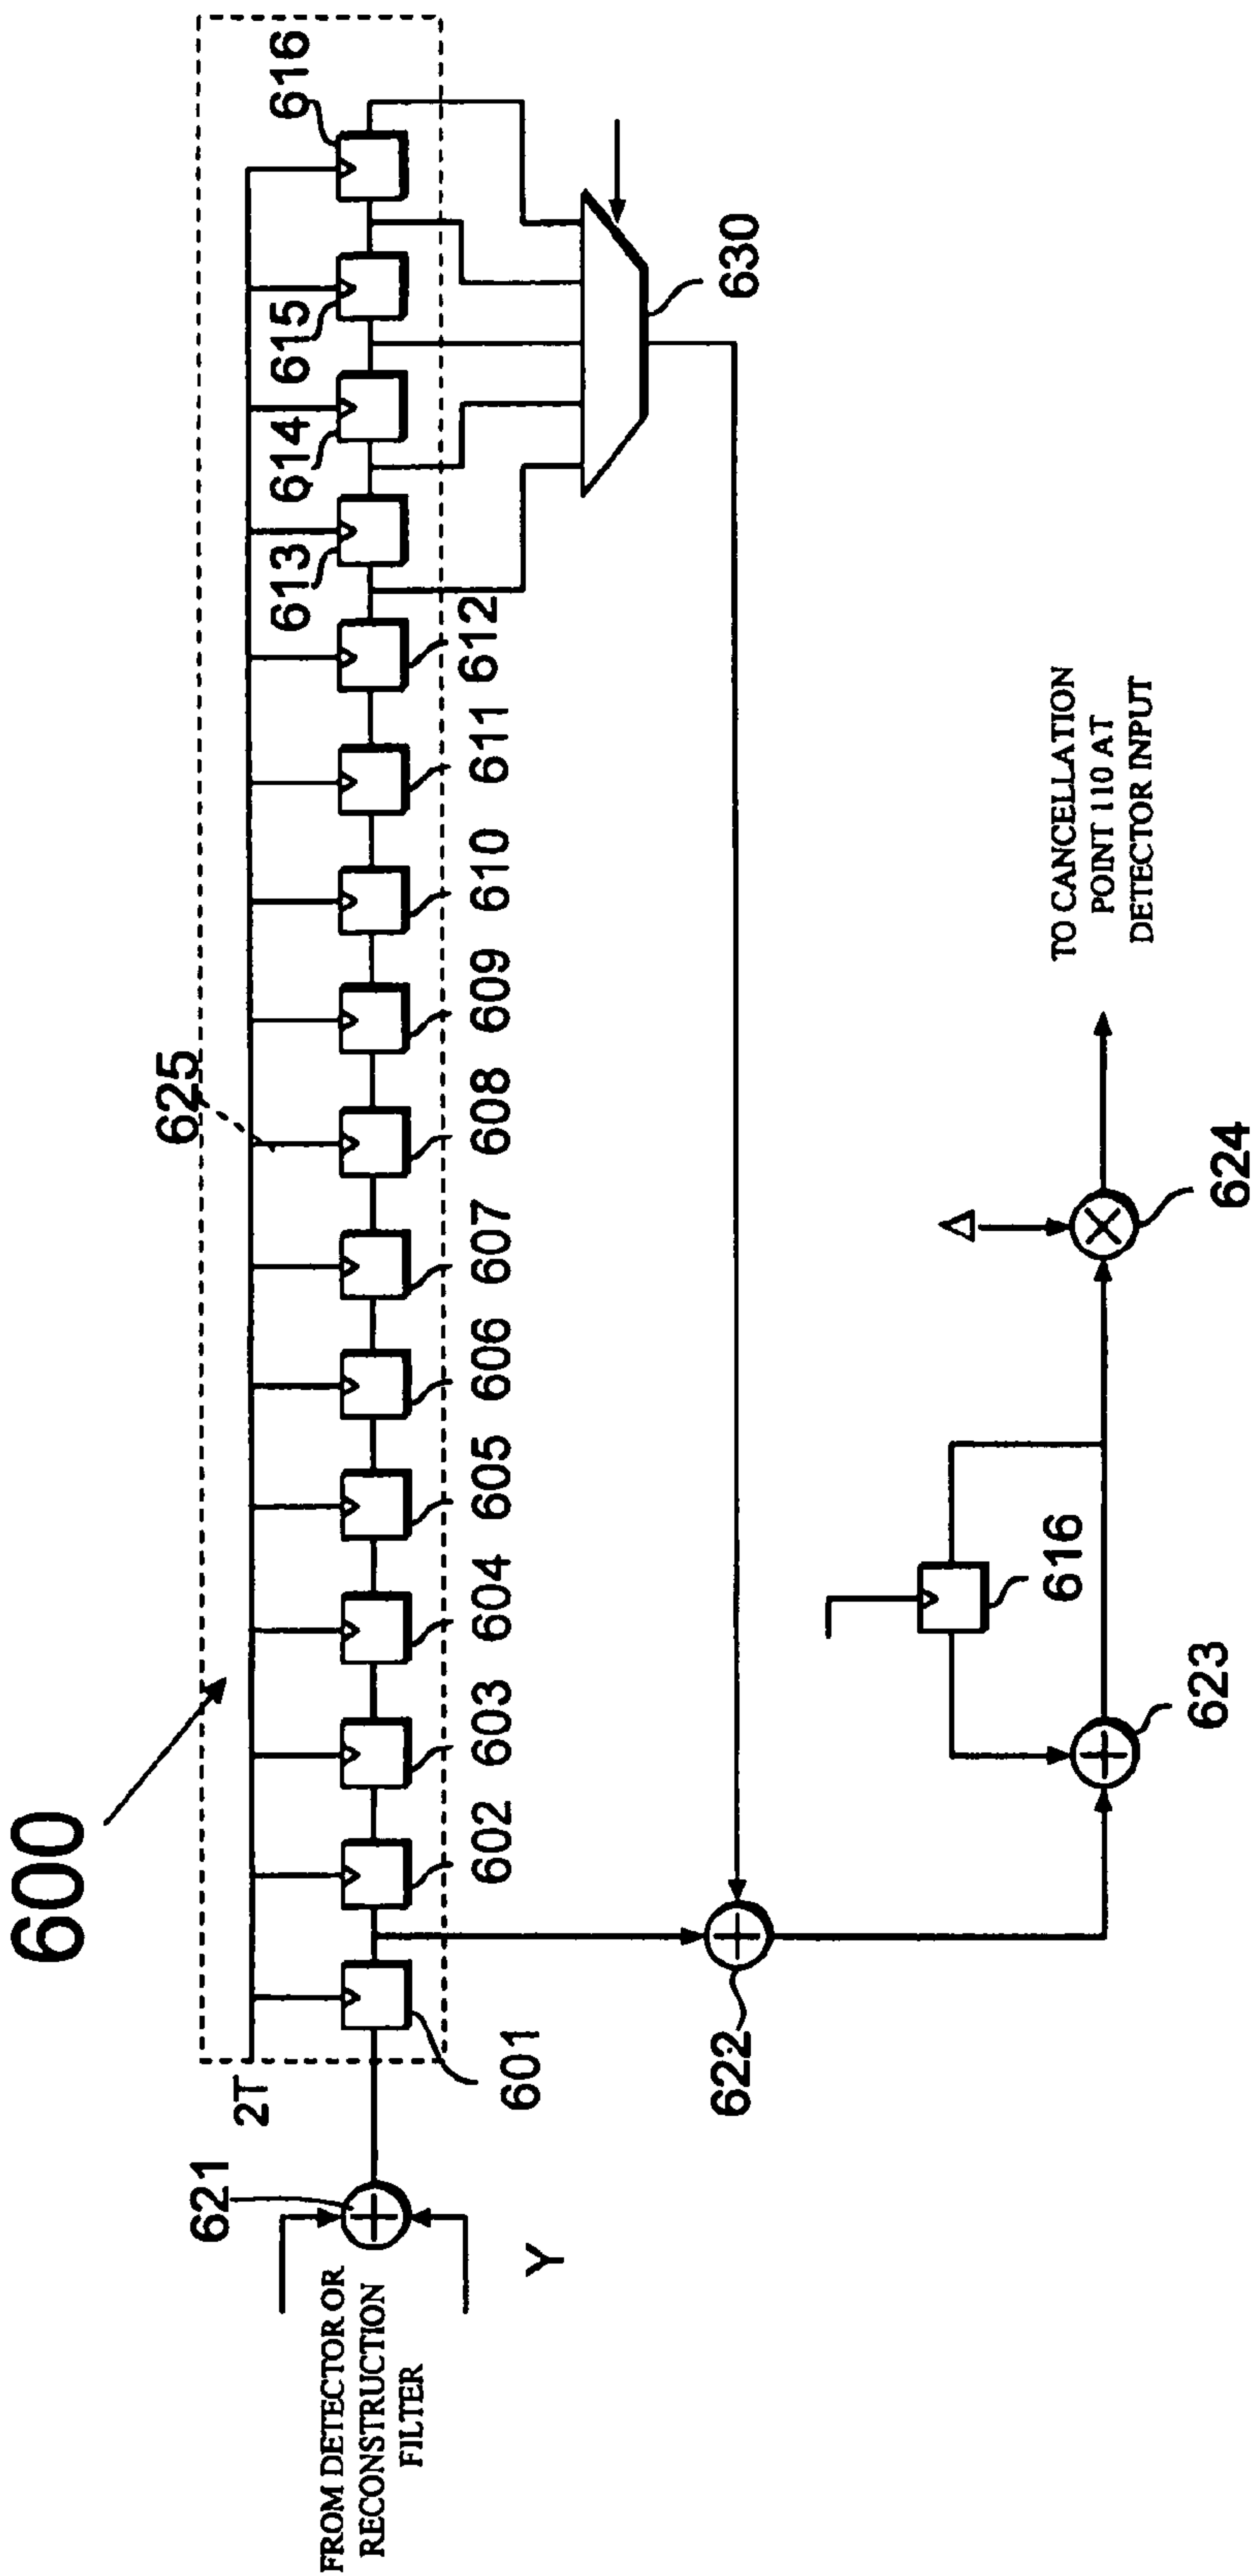 600
625
2T
616
615
614
613
612
611
610
609
608
607
606
605
604
603
602
601
621
FROM DETECTOR OR
RECONSTRUCTION
FILTER
Y
630
622
616
623
Δ
624
TO CANCELLATION
POINT 110 AT
DETECTOR INPUT